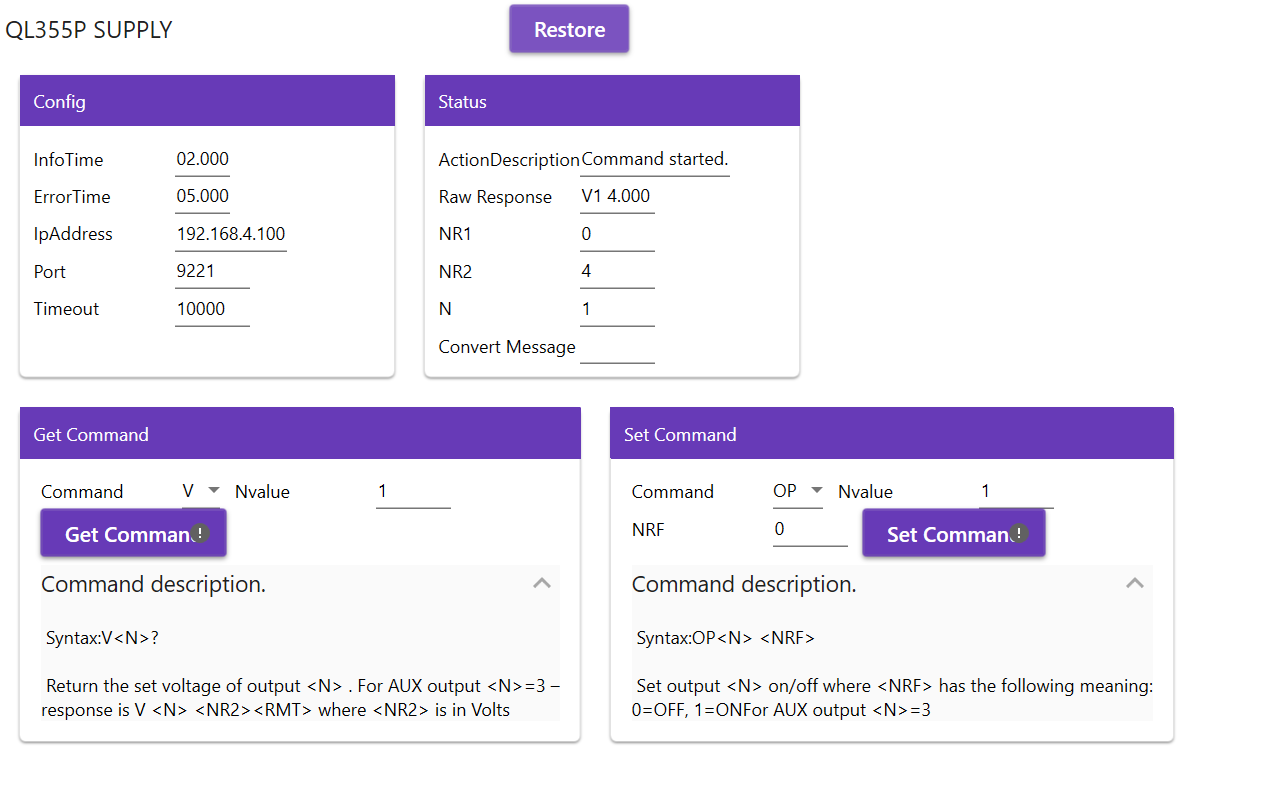 QL355P SUPPLY
Restore
Config
InfoTime 02.000
ErrorTime 05.000
IpAddress 192.168.4.100
Port 9221
Timeout 10000
Status
ActionDescription Command started.
Raw Response V1 4.000
NR1 0
NR2 4
N 1
Convert Message
Get Command
Command V Nvalue 1
Get Comman !
Command description.
Syntax:V<N>?
Return the set voltage of output <N> . For AUX output <N>=3 –
response is V <N> <NR2><RMT> where <NR2> is in Volts
Set Command
Command OP Nvalue 1
NRF 0
Set Comman !
Command description.
Syntax:OP<N> <NRF>
Set output <N> on/off where <NRF> has the following meaning:
0=OFF, 1=ONFor AUX output <N>=3